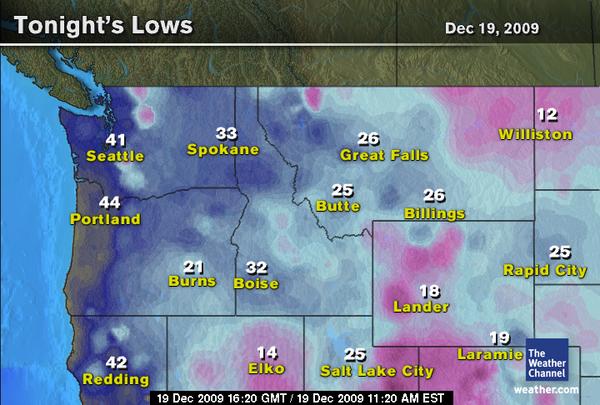 Tonight's Lows
Dec 19, 2009
12
Williston
41
Seattle
33
Spokane
26
Great Falls
44
Portland
25
Butte
26
Billings
21
Burns
32
Boise
25
Rapid City
18
Lander
42
Redding
14
Elko
25
Salt Lake City
19
Laramie
The
Weather
Channel
weather.com
19 Dec 2009 16:20 GMT / 19 Dec 2009 11:20 AM EST